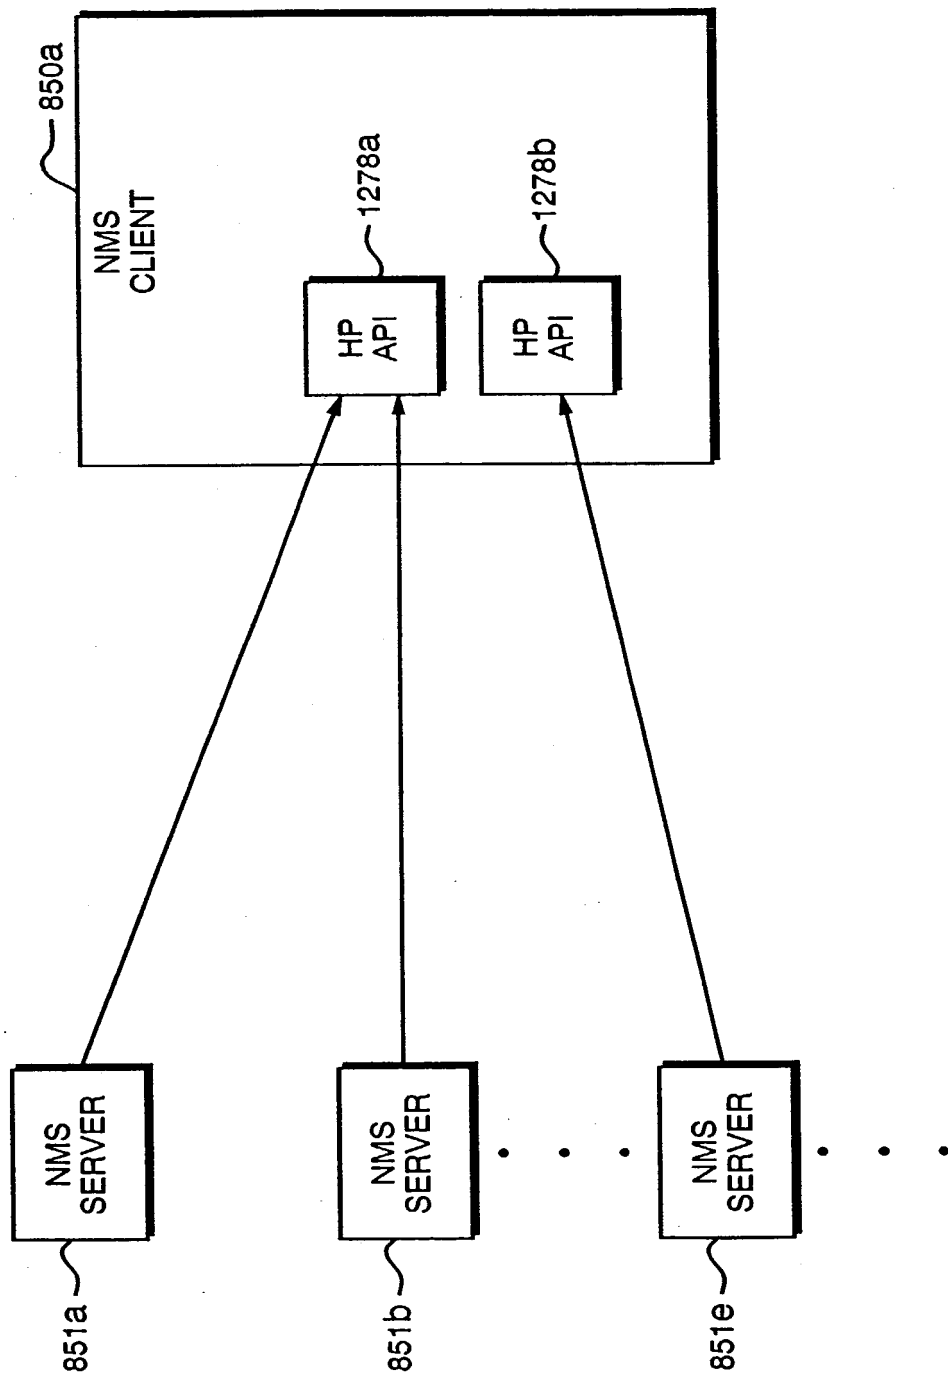 850a
NMS
CLIENT
1278a
HP
API
1278b
HP
API
NMS
SERVER
851a
NMS
SERVER
851b
NMS
SERVER
851e